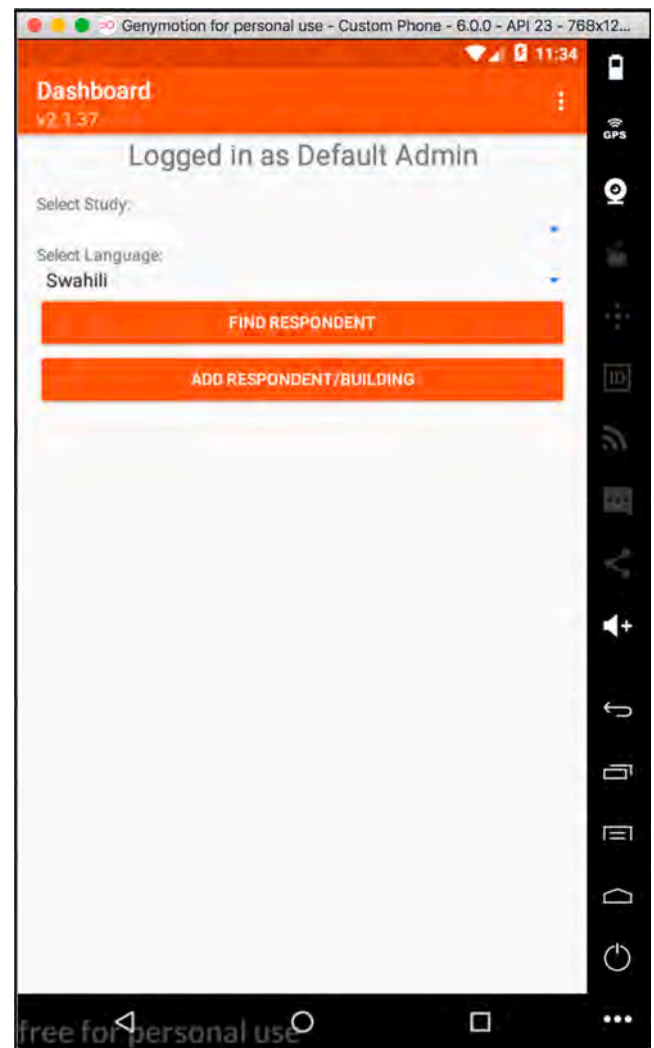 Genymotion for personal use - Custom Phone - 6.0.0 - API 23 - 768x12...
11:34
Dashboard
v2.1.37
GPS
Logged in as Default Admin
Select Study:
Select Language:
Swahili
FIND RESPONDENT
ADD RESPONDENT/BUILDING
ID
free for personal use